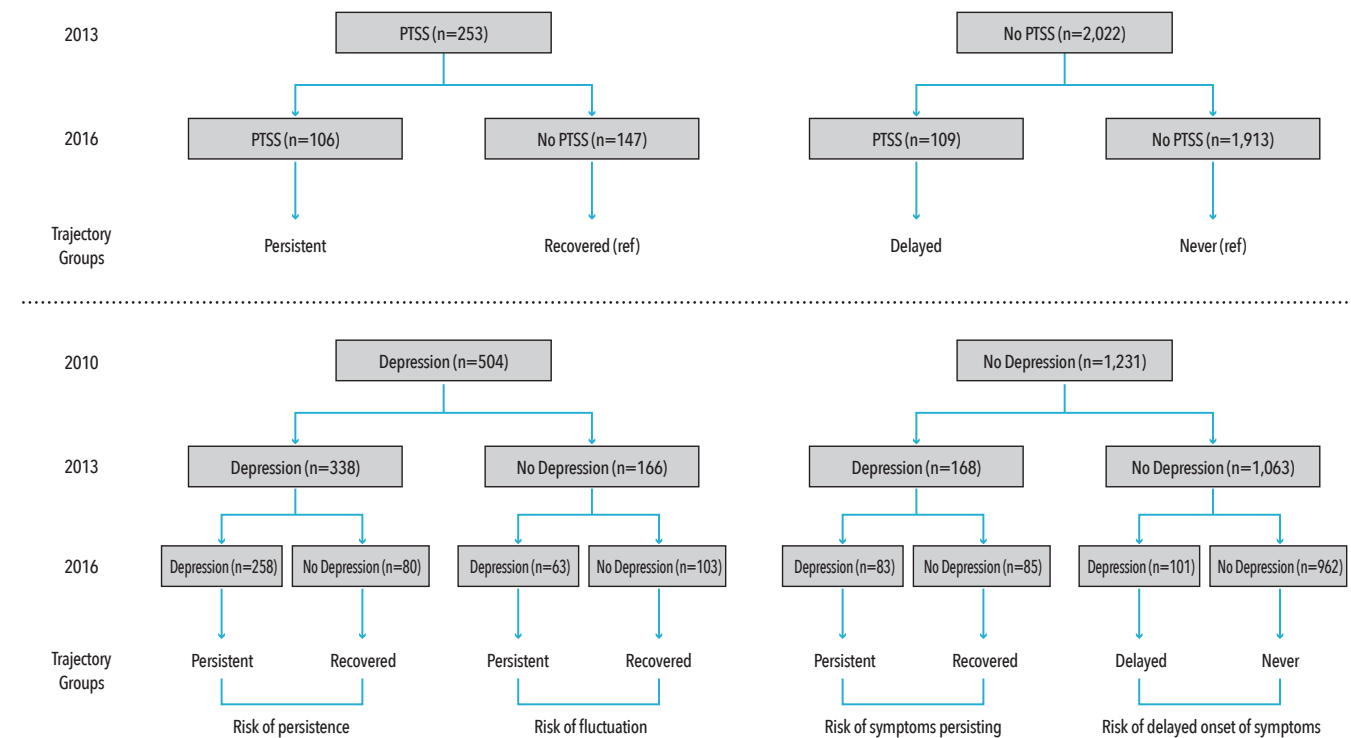 2013
PTSS (n=253)
No PTSS (n=2,022)
2016
PTSS (n=106)
No PTSS (n=147)
PTSS (n=109)
No PTSS (n=1,913)
Trajectory
Groups
Persistent
Recovered (ref)
Delayed
Never (ref)
2010
Depression (n=504)
No Depression (n=1,231)
2013
Depression (n=338)
No Depression (n=166)
Depression (n=168)
No Depression (n=1,063)
2016
Depression (n=258)
No Depression (n=80)
Depression (n=63)
No Depression (n=103)
Depression (n=83)
No Depression (n=85)
Depression (n=101)
No Depression (n=962)
Trajectory
Groups
Persistent
Recovered
Persistent
Recovered
Persistent
Recovered
Delayed
Never
Risk of persistence
Risk of fluctuation
Risk of symptoms persisting
Risk of delayed onset of symptoms